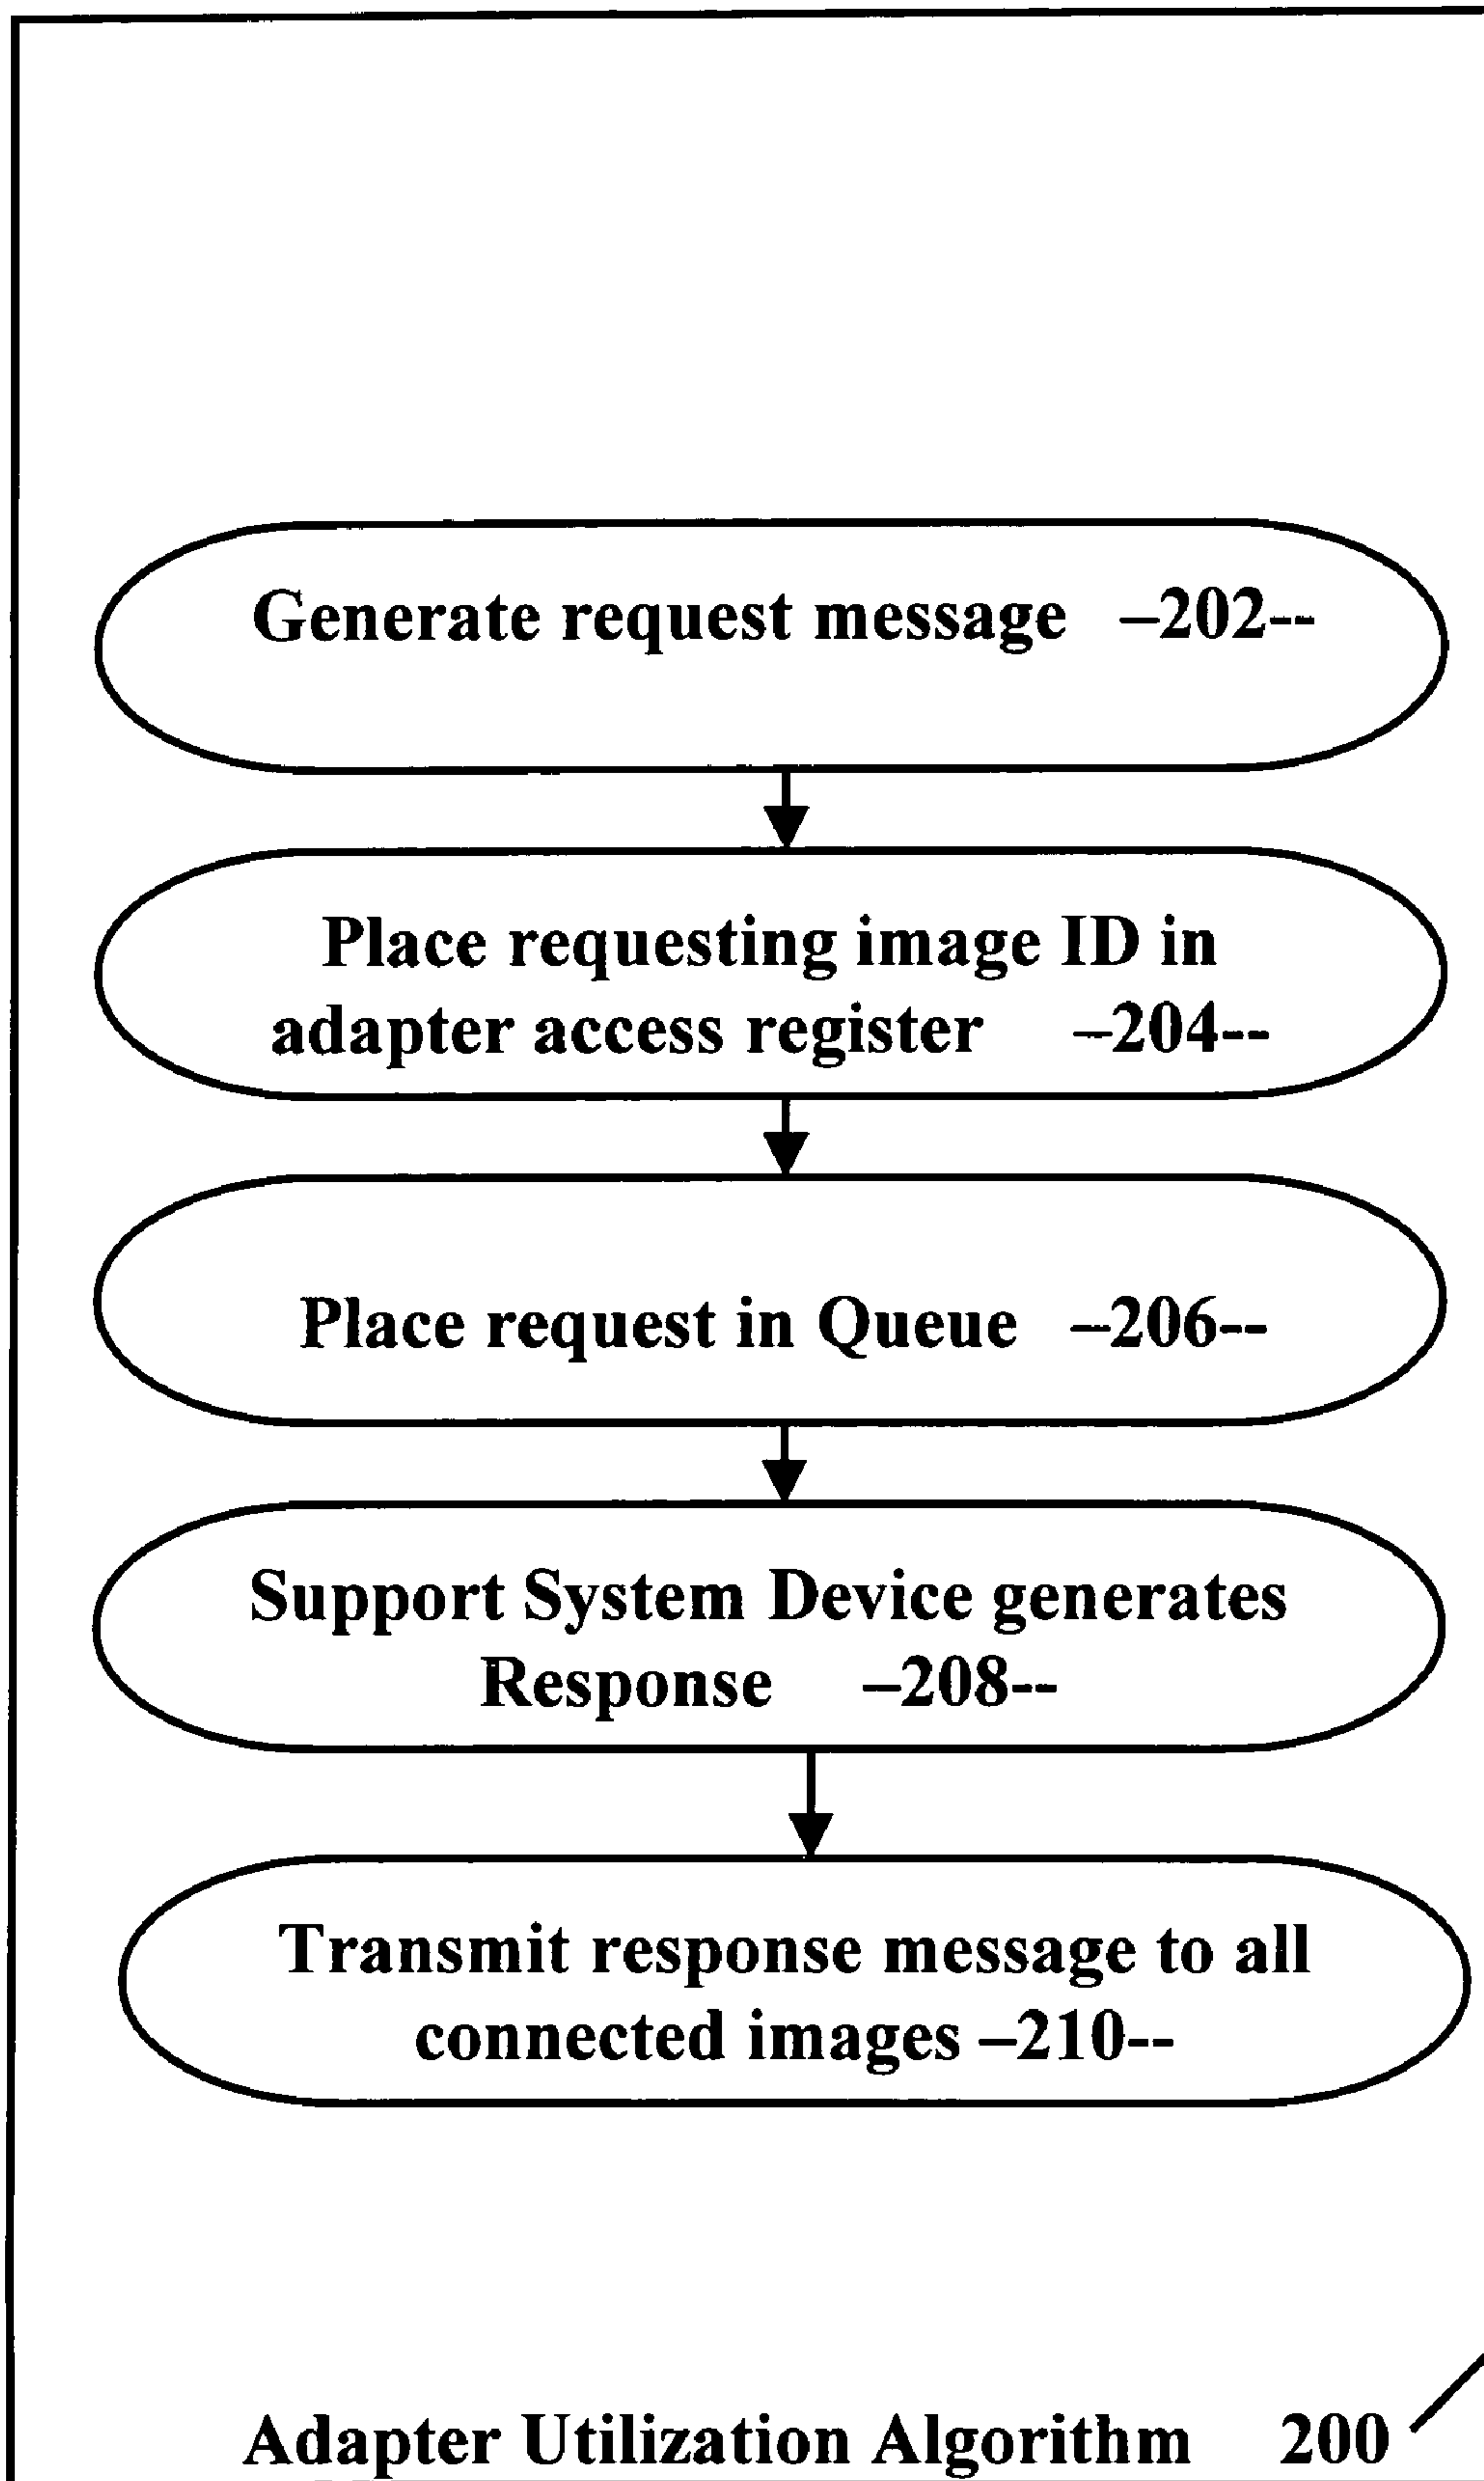 Generate request message –202--
Place requesting image ID in
adapter access register –204--
Place request in Queue –206--
Support System Device generates
Response –208--
Transmit response message to all
connected images –210--
Adapter Utilization Algorithm 200